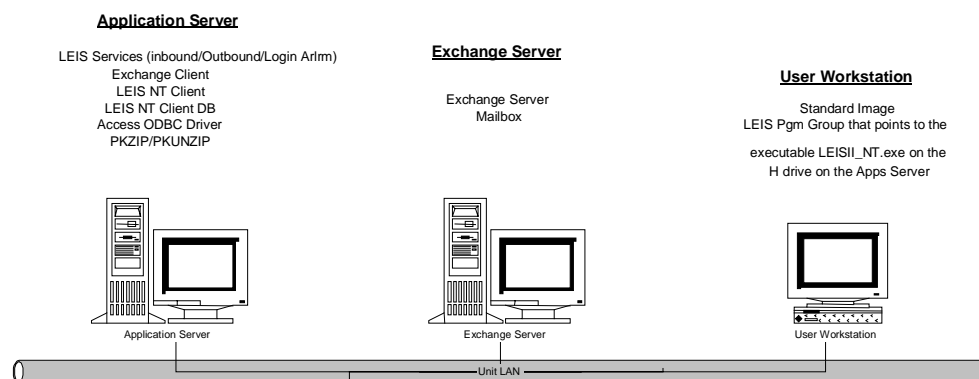 Application Server
LEIS Services (inbound/Outbound/Login Arlrm)
Exchange Client
LEIS NT Client
LEIS NT Client DB
Access ODBC Driver
PKZIP/PKUNZIP
Exchange Server
Exchange Server
Mailbox
User Workstation
Standard Image
LEIS Pgm Group that points to the
executable LEISII_NT.exe on the
H drive on the Apps Server
Application Server
Exchange Server
User Workstation
Unit LAN